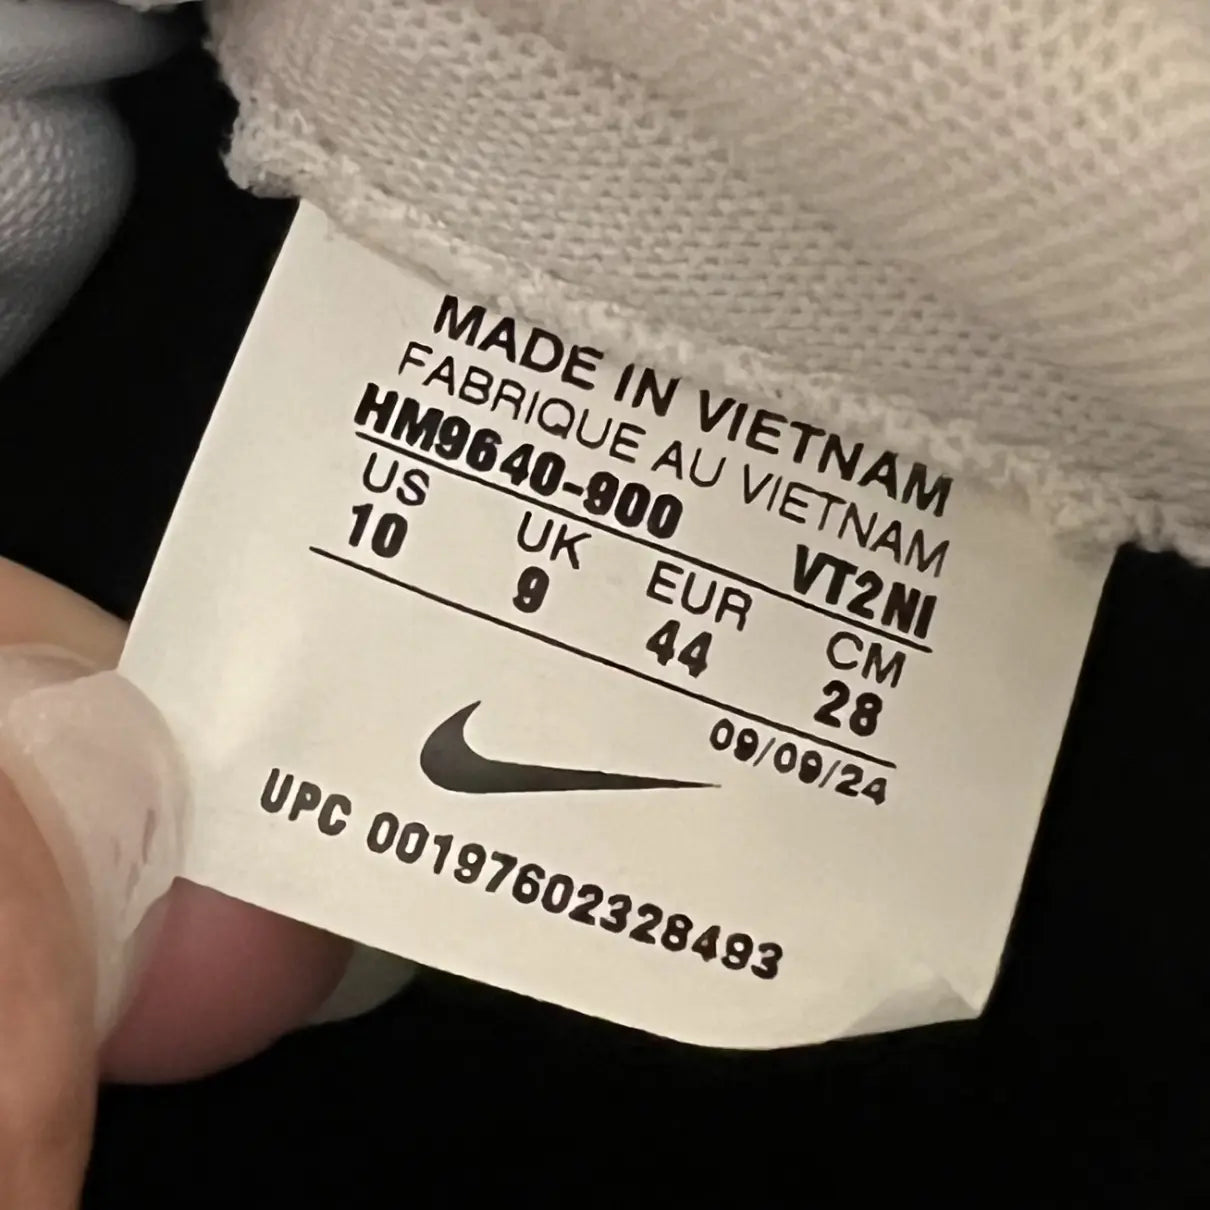 MADE IN VIETNAM
FABRIQUE AU VIETNAM
HM9640-900 VT2NI
US UK EUR CM
10 9 44 28
09/09/24
UPC 00197602328493